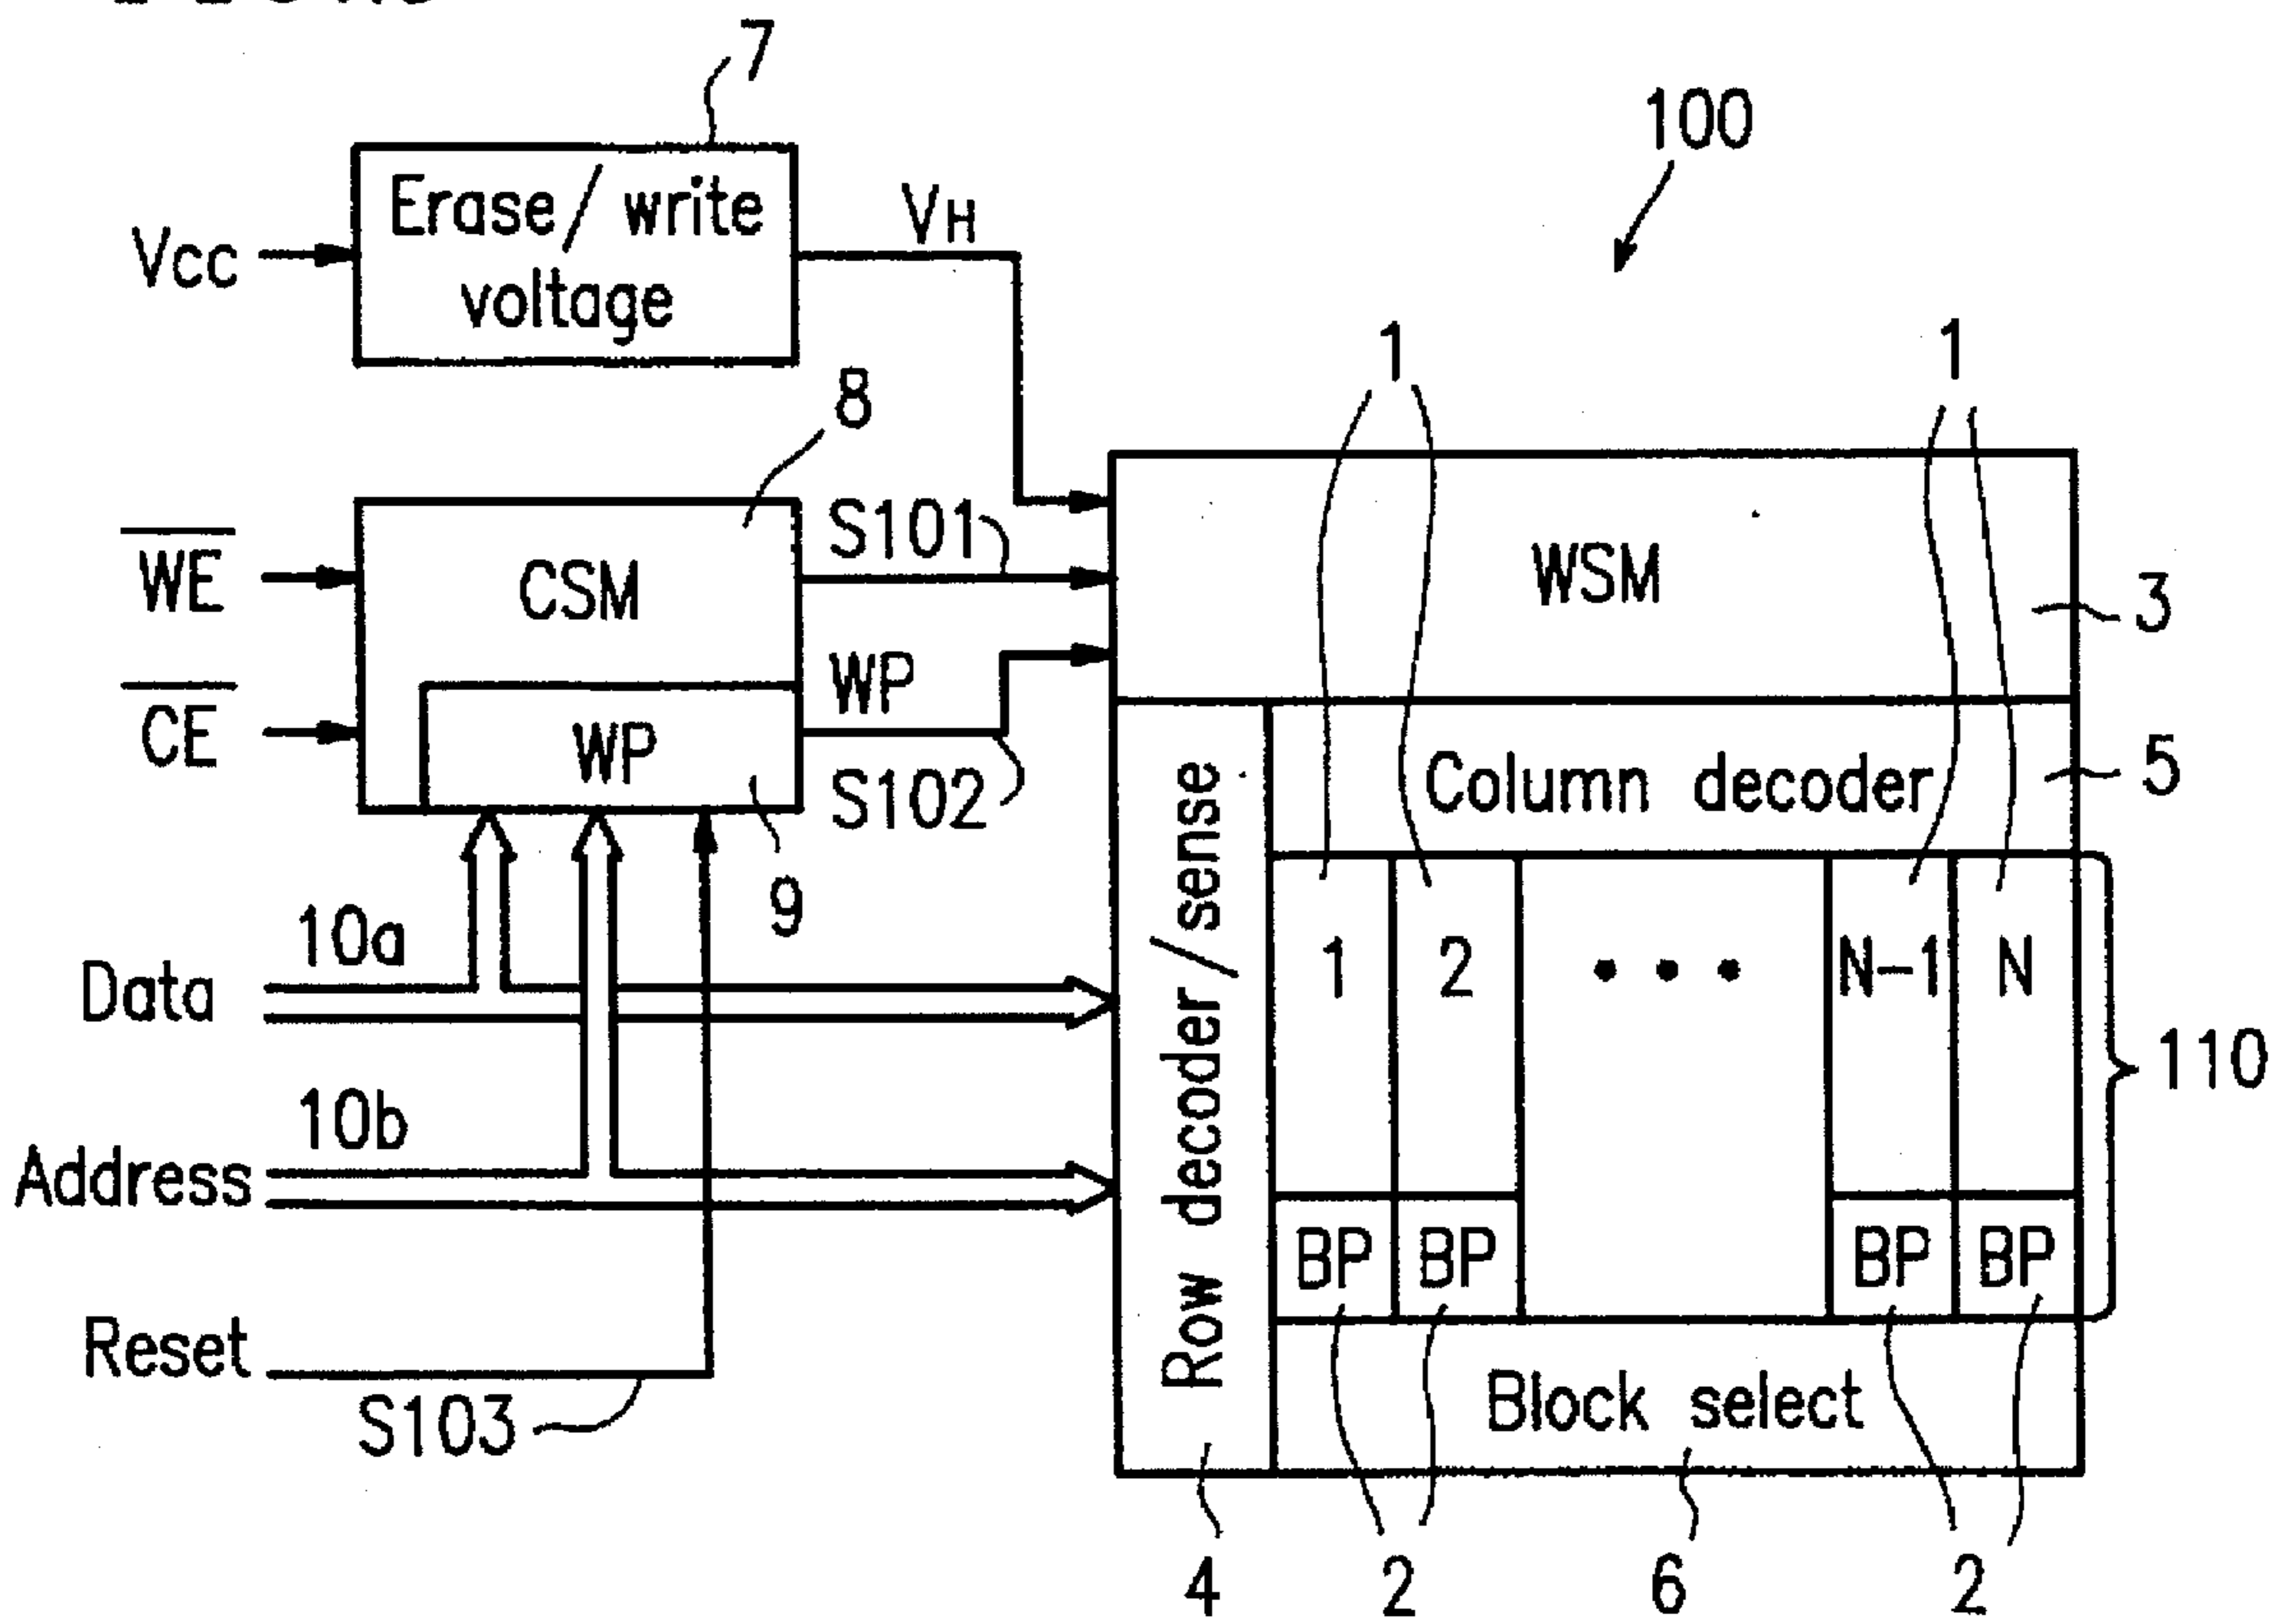 7
100
Erase/write
voltage
Vcc
VH
1
1
8
S101
WE
CSM
WSM
3
WP
CE
WP
S102
Column decoder
5
9
Row decoder/sense
10a
Data
1
2
• • •
N-1
N
110
10b
Address
BP
BP
BP
BP
Reset
S103
Block select
4
2
6
2